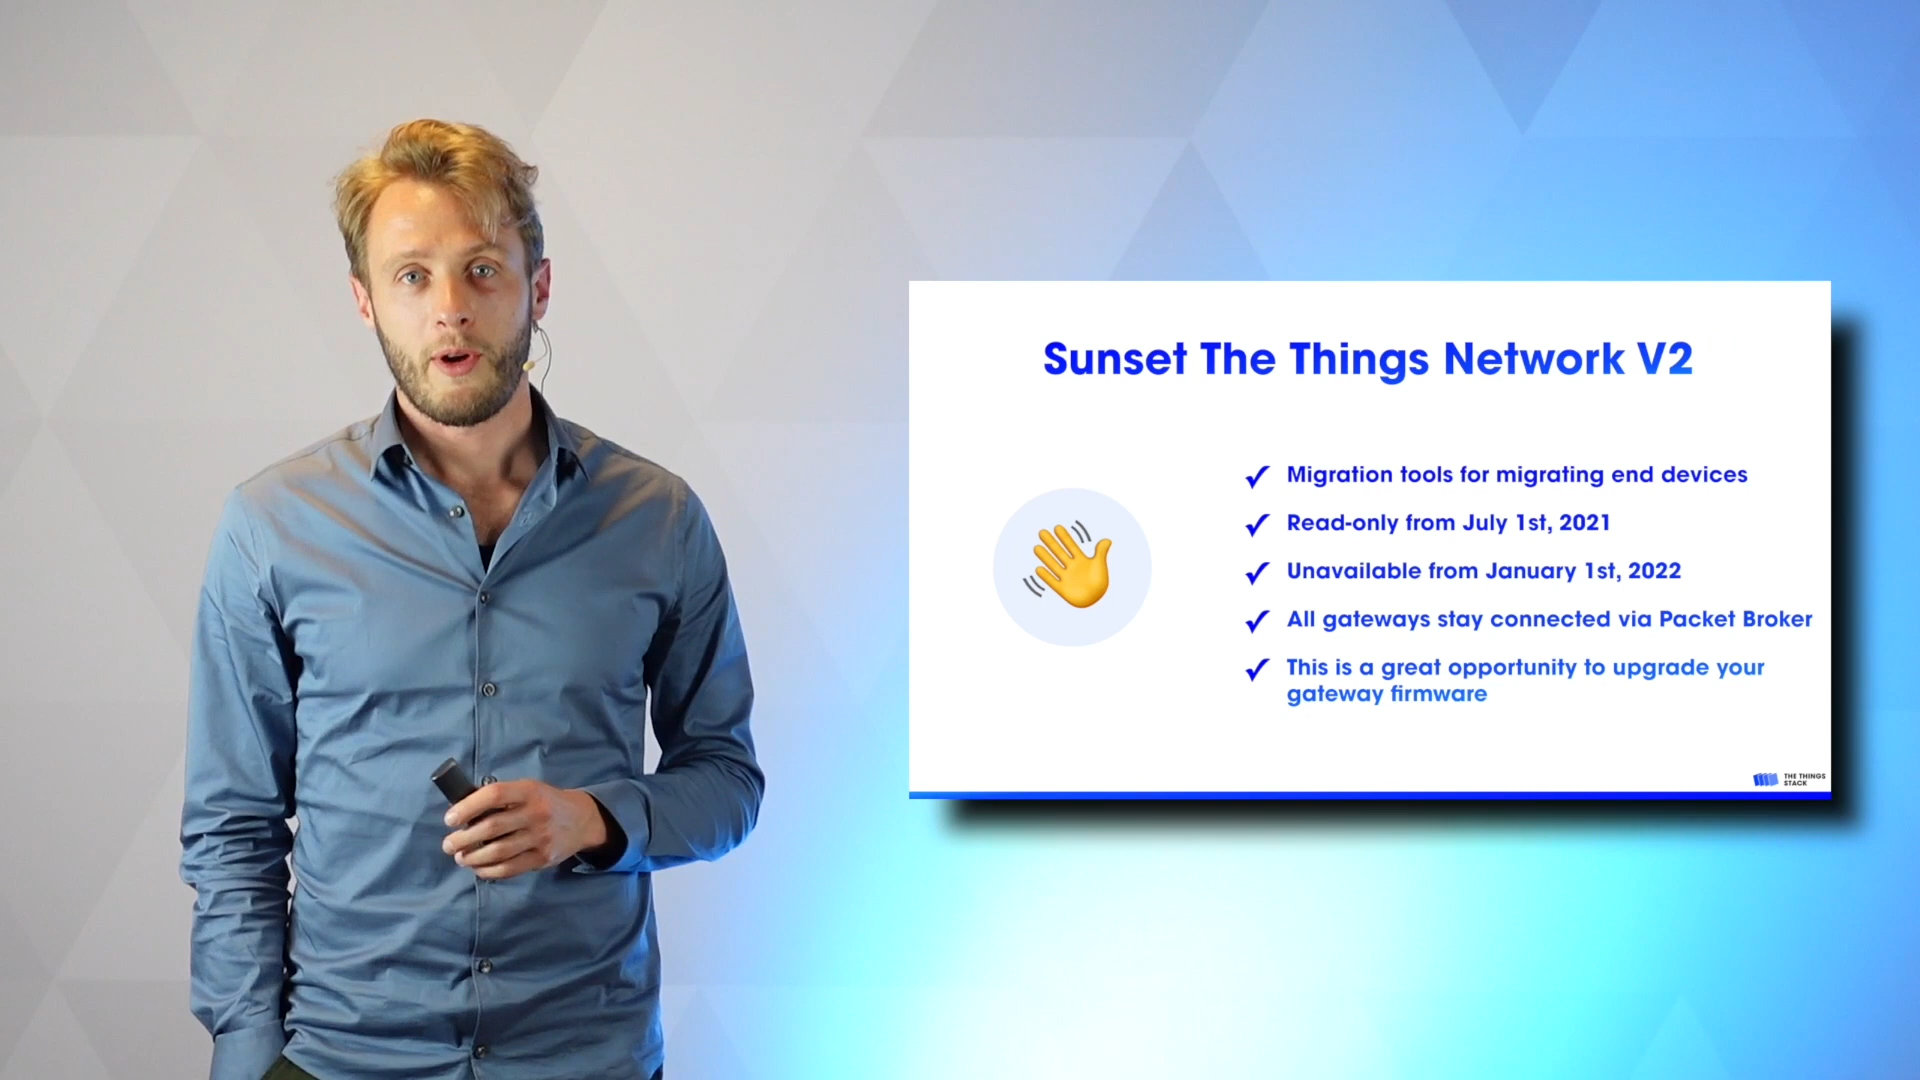 Sunset The Things Network V2
Migration tools for migrating end devices
Read-only from July 1st, 2021
Unavailable from January 1st, 2022
All gateways stay connected via Packet Broker
This is a great opportunity to upgrade your
gateway firmware
THE THINGS
STACK